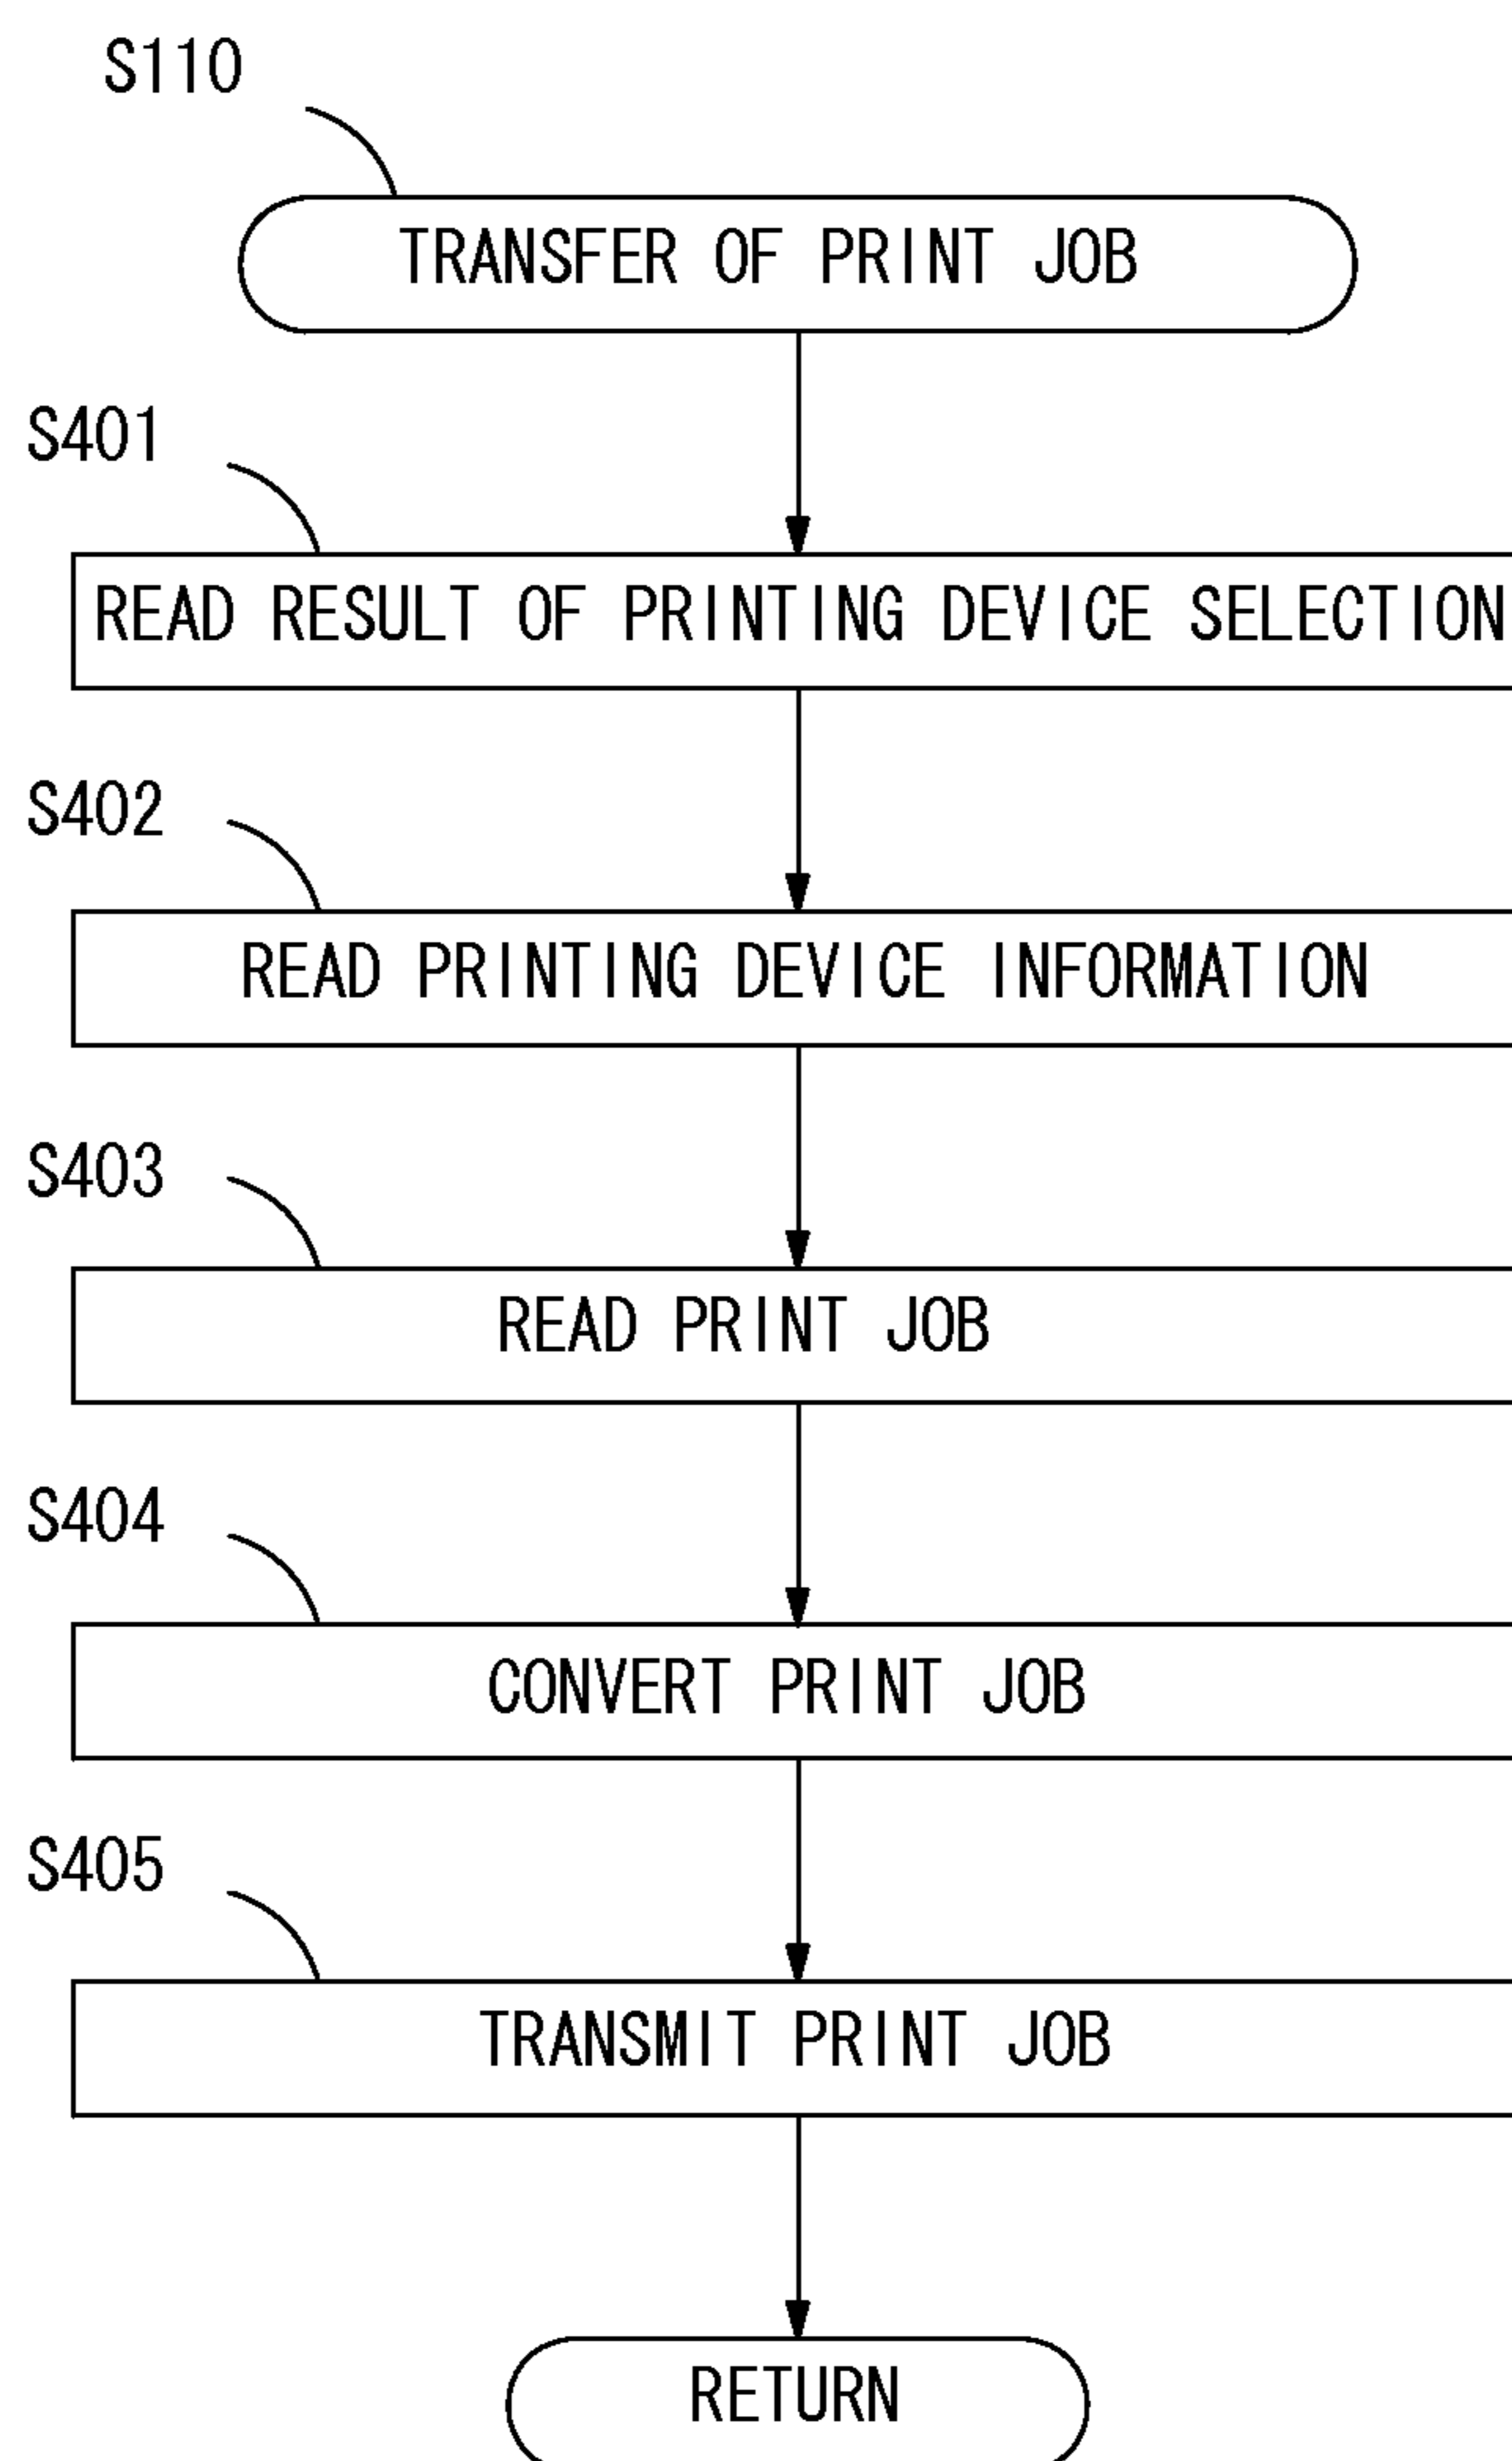 S110
TRANSFER OF PRINT JOB
S401
READ RESULT OF PRINTING DEVICE SELECTION
S402
READ PRINTING DEVICE INFORMATION
S403
READ PRINT JOB
S404
CONVERT PRINT JOB
S405
TRANSMIT PRINT JOB
RETURN